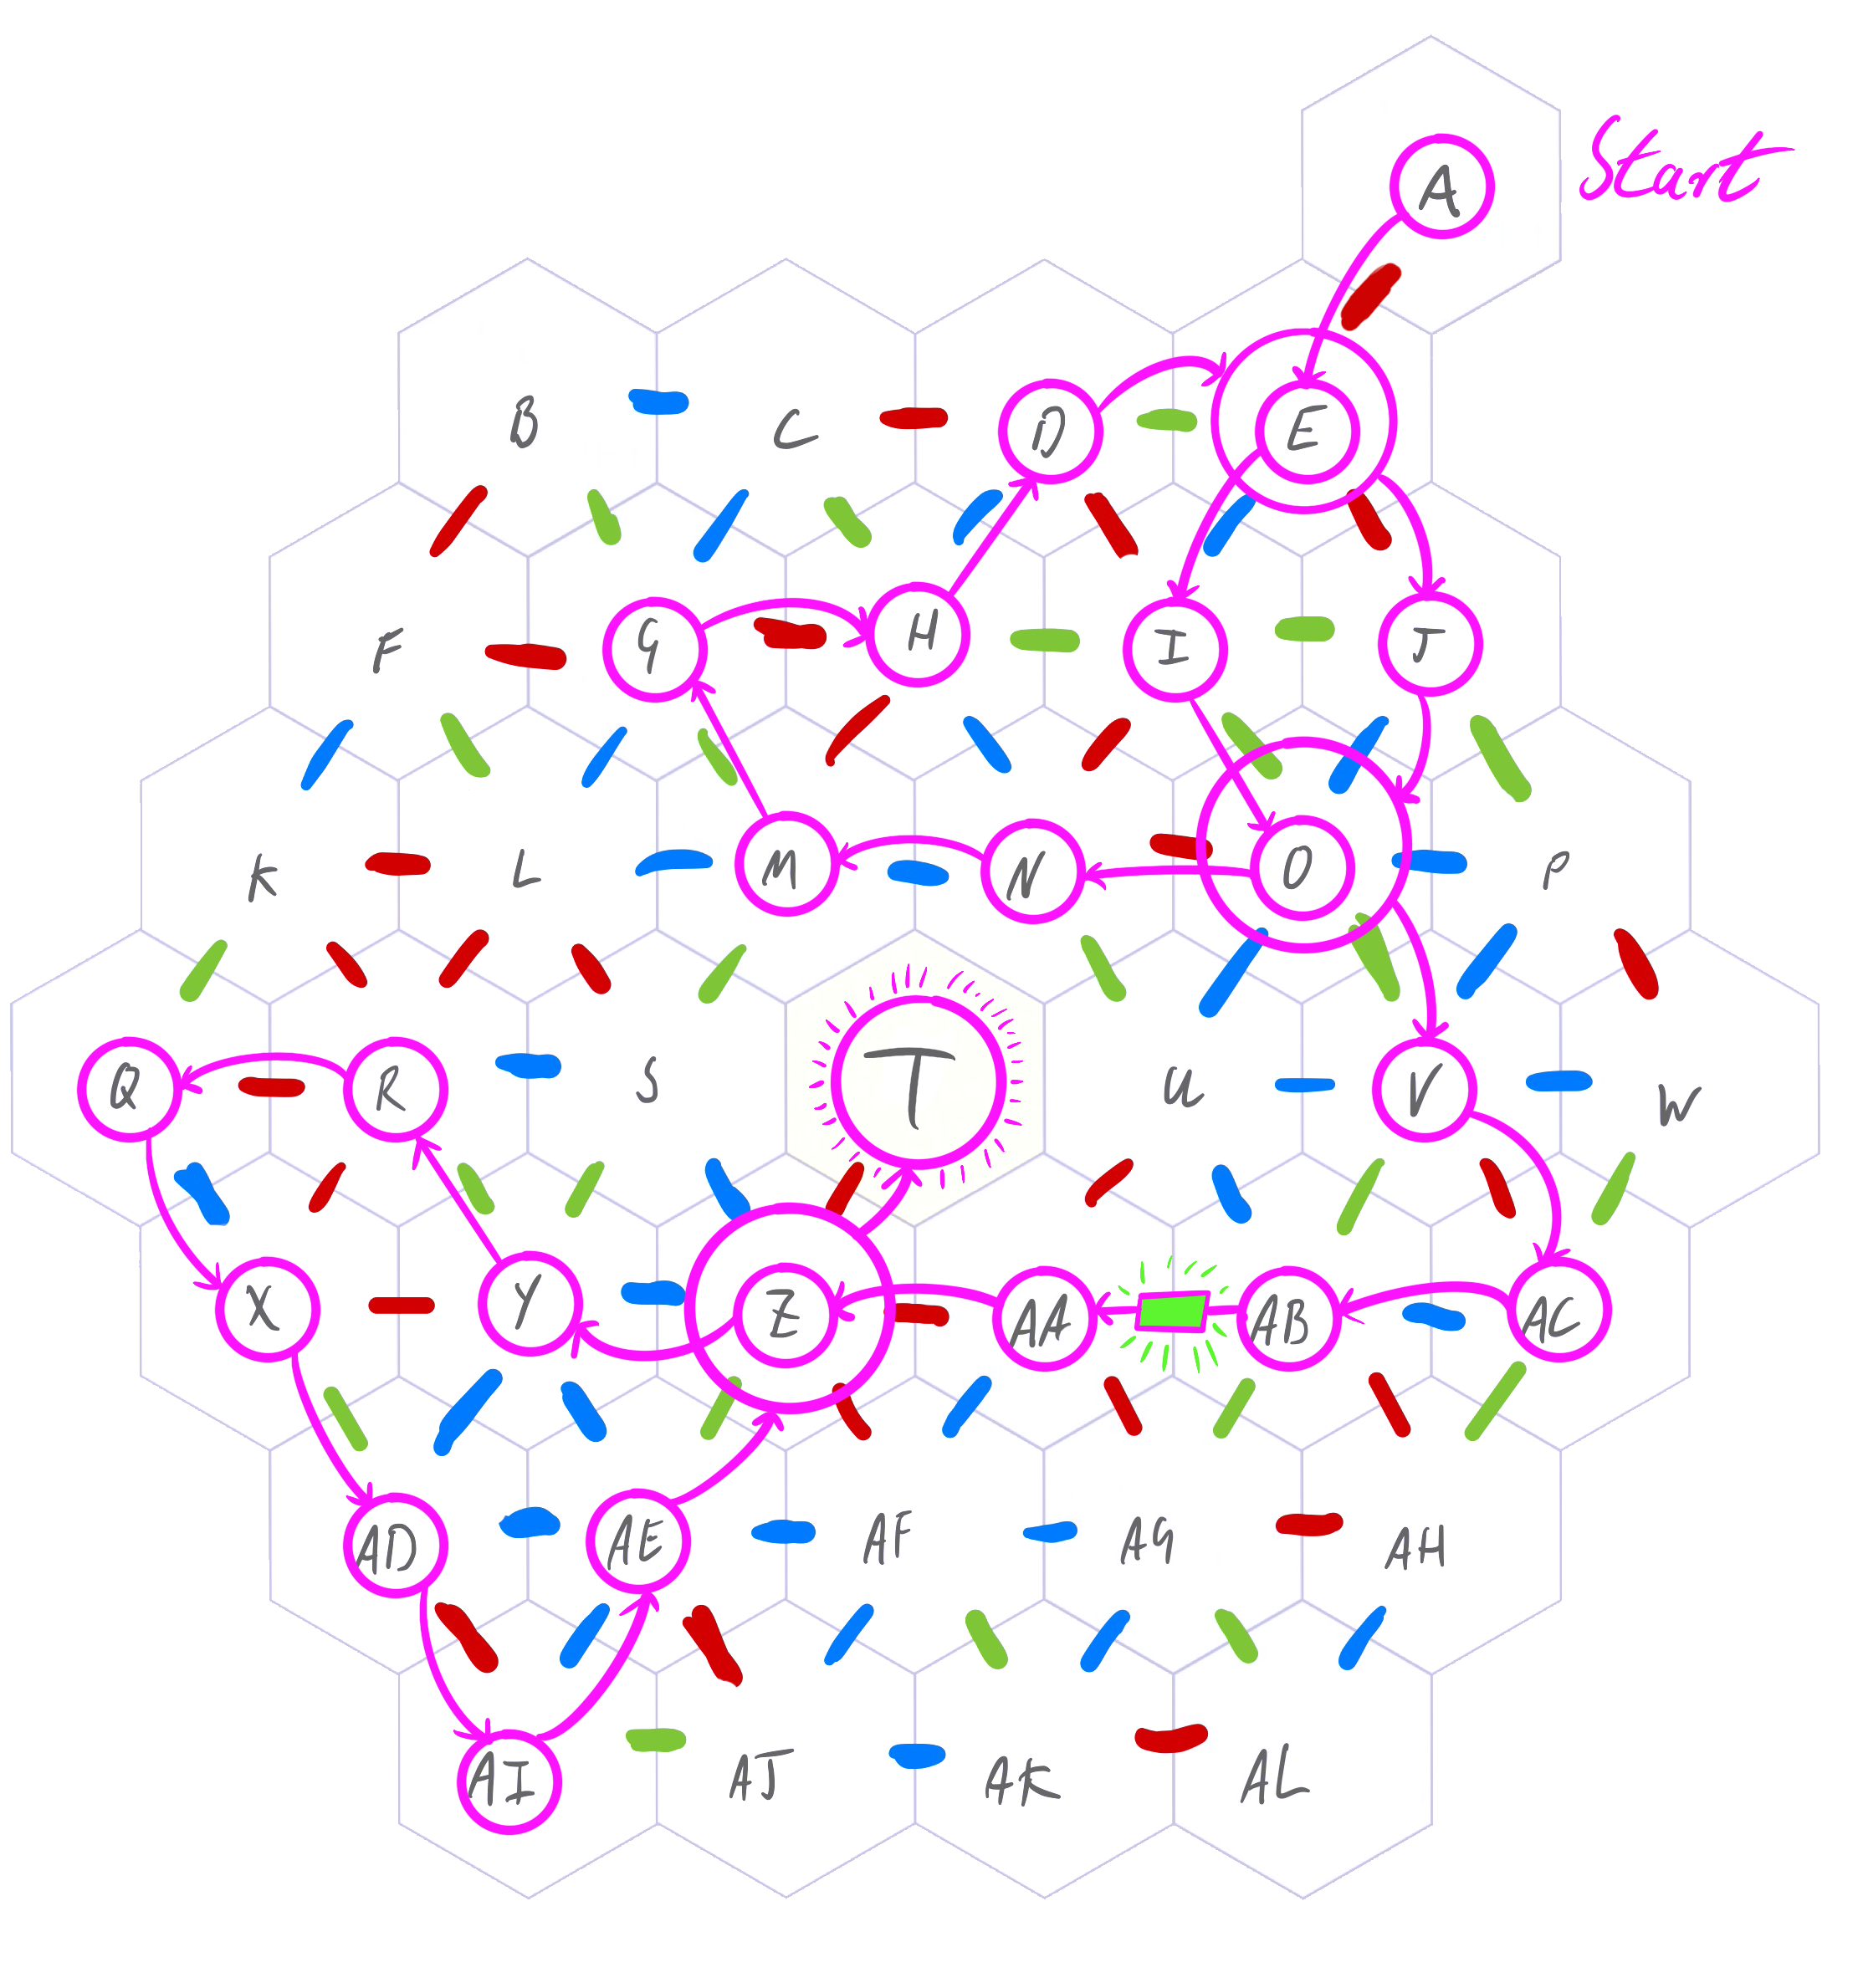 A Start
B C D E
F G H I J
K L M N O P
Q R S T U V W
X Y Z AA AB AC
AD AE AF AG AH
AI AJ AK AL